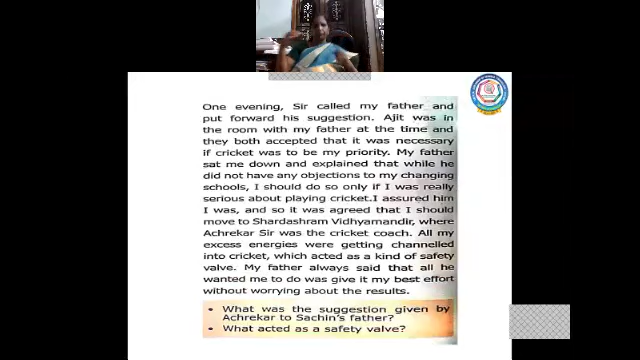 One evening, Sir called my father and
put forward his suggestion. Ajit was in
the room with my father at the time and
they both accepted that it was necessary
if cricket was to be my priority. My father
sat me down and explained that while he
did not have any objections to my changing
schools, I should do so only if I was really
serious about playing cricket.I assured him
I was, and so it was agreed that I should
move to Shardashram Vidhyamandir, where
Achrekar Sir was the cricket coach. All my
excess energies were getting channelled
into cricket, which acted as a kind of safety
valve. My father always said that all he
wanted me to do was give it my best effort
without worrying about the results.
• What was the suggestion given by
Achrekar to Sachin's father?
• What acted as a safety valve?